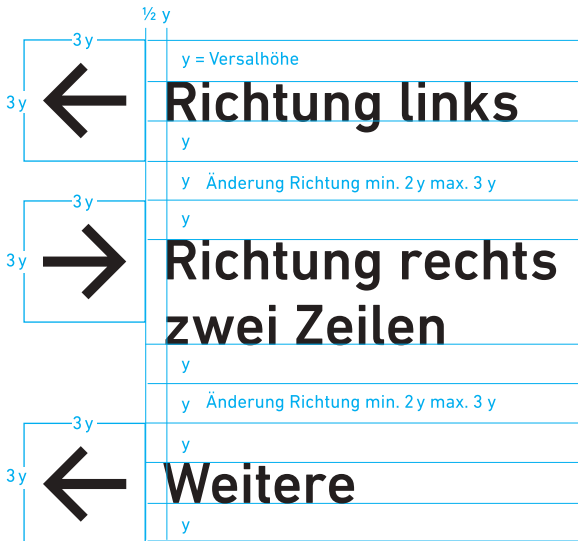 ½ y
3 y
y = Versalhöhe
3 y
Richtung links
y
y Änderung Richtung min. 2 y max. 3 y
3 y
y
3 y
Richtung rechts
zwei Zeilen
y
y Änderung Richtung min. 2 y max. 3 y
3 y
y
3 y
Weitere
y